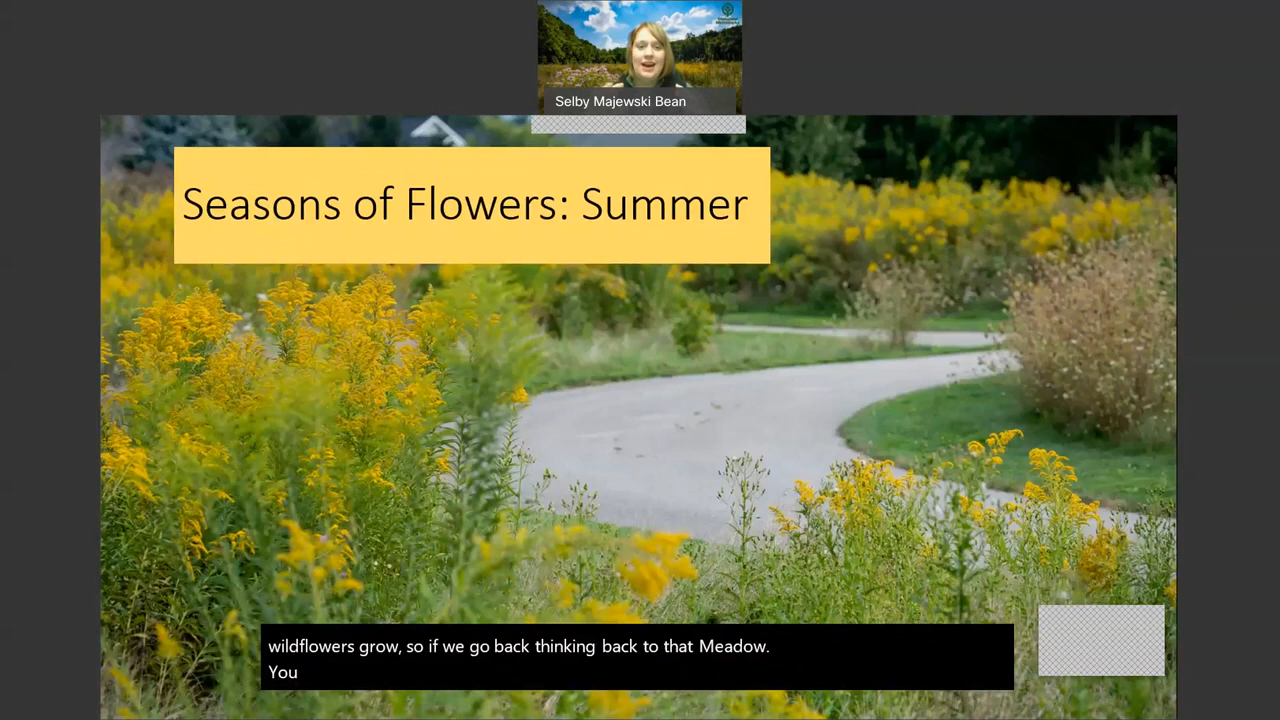 Selby Majewski Bean
Seasons of Flowers: Summer
wildflowers grow, so if we go back thinking back to that Meadow.
You